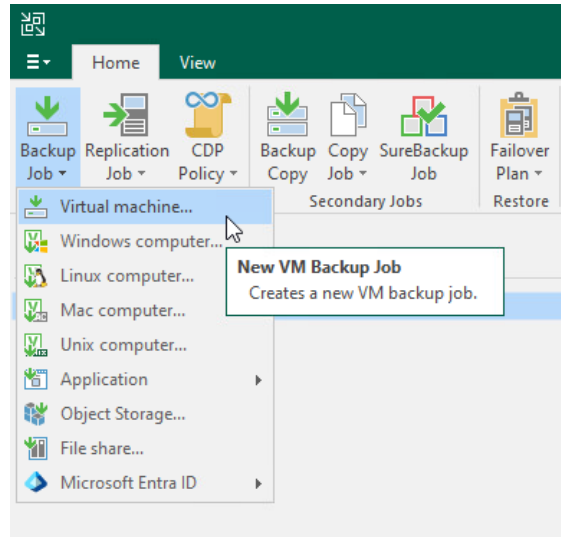 Home View
Backup Job
Replication Job
CDP Policy
Backup Copy
Copy Job
SureBackup Job
Failover Plan
Secondary Jobs
Restore
Virtual machine...
Windows computer...
New VM Backup Job
Creates a new VM backup job.
Linux computer...
Mac computer...
Unix computer...
Application
Object Storage...
File share...
Microsoft Entra ID